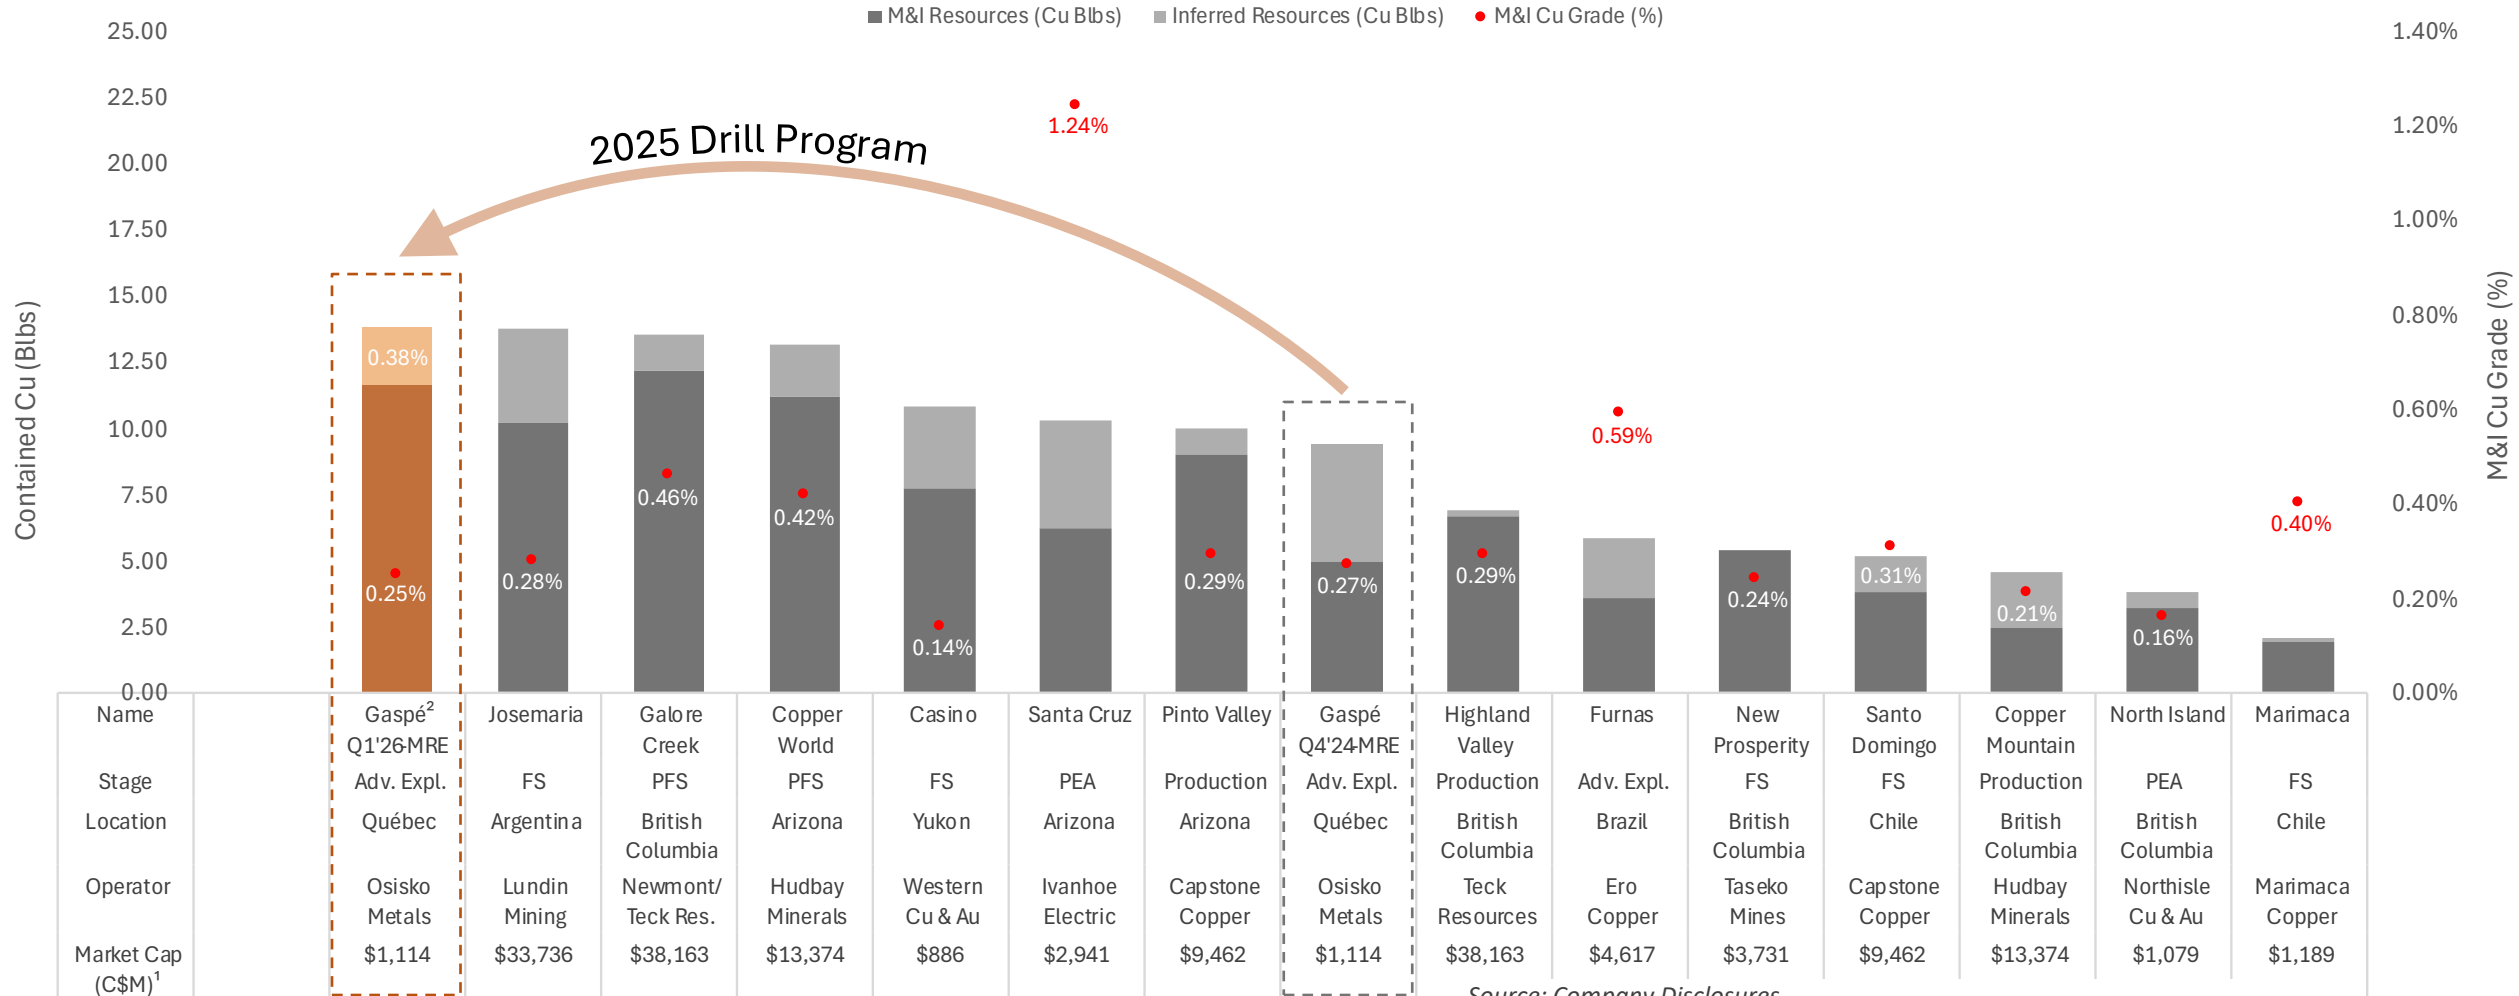 M&I Resources (Cu Blbs) Inferred Resources (Cu Blbs) M&I Cu Grade (%)
25.00
22.50
20.00
17.50
15.00
12.50
10.00
7.50
5.00
2.50
0.00
Contained Cu (Blbs)
1.40%
1.20%
1.00%
0.80%
0.60%
0.40%
0.20%
0.00%
M&I Cu Grade (%)
2025 Drill Program
0.38%
0.25%
0.28%
0.46%
0.42%
0.14%
1.24%
0.29%
0.27%
0.29%
0.59%
0.24%
0.31%
0.21%
0.16%
0.40%
Name Gaspé² Josemaria Galore Copper Casino Santa Cruz Pinto Valley Gaspé Highland Furnas New Santo Copper North Island Marimaca
Q1'26-MRE Creek World Q4'24-MRE Valley Prosperity Domingo Mountain
Stage Adv. Expl. FS PFS PFS FS PEA Production Adv. Expl. Production Adv. Expl. FS FS Production PEA FS
Location Québec Argentina British Arizona Yukon Arizona Arizona Québec British Brazil British Chile British British Chile
Columbia Columbia Columbia Columbia Columbia
Operator Osisko Lundin Newmont/ Hudbay Western Ivanhoe Capstone Osisko Teck Ero Taseko Capstone Hudbay Northisle Marimaca
Metals Mining Teck Res. Minerals Cu & Au Electric Copper Metals Resources Copper Mines Copper Minerals Cu & Au Copper
Market Cap $1,114 $33,736 $38,163 $13,374 $886 $2,941 $9,462 $1,114 $38,163 $4,617 $3,731 $9,462 $13,374 $1,079 $1,189
(C$M)¹
Source: Company Disclosures